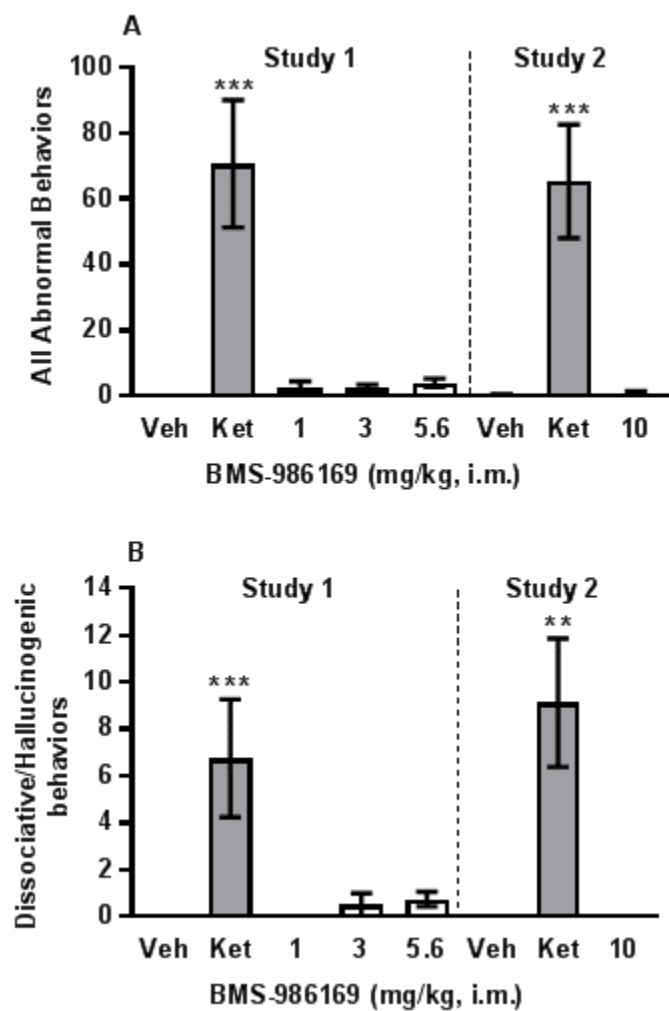 A
Study 1 Study 2
All Abnormal Behaviors
100
80
60
40
20
0
*** ***
Veh Ket 1 3 5.6 Veh Ket 10
BMS-986169 (mg/kg, i.m.)
B
Study 1 Study 2
Dissociative/Hallucinogenic
behaviors
14
12
10
8
6
4
2
0
*** **
Veh Ket 1 3 5.6 Veh Ket 10
BMS-986169 (mg/kg, i.m.)